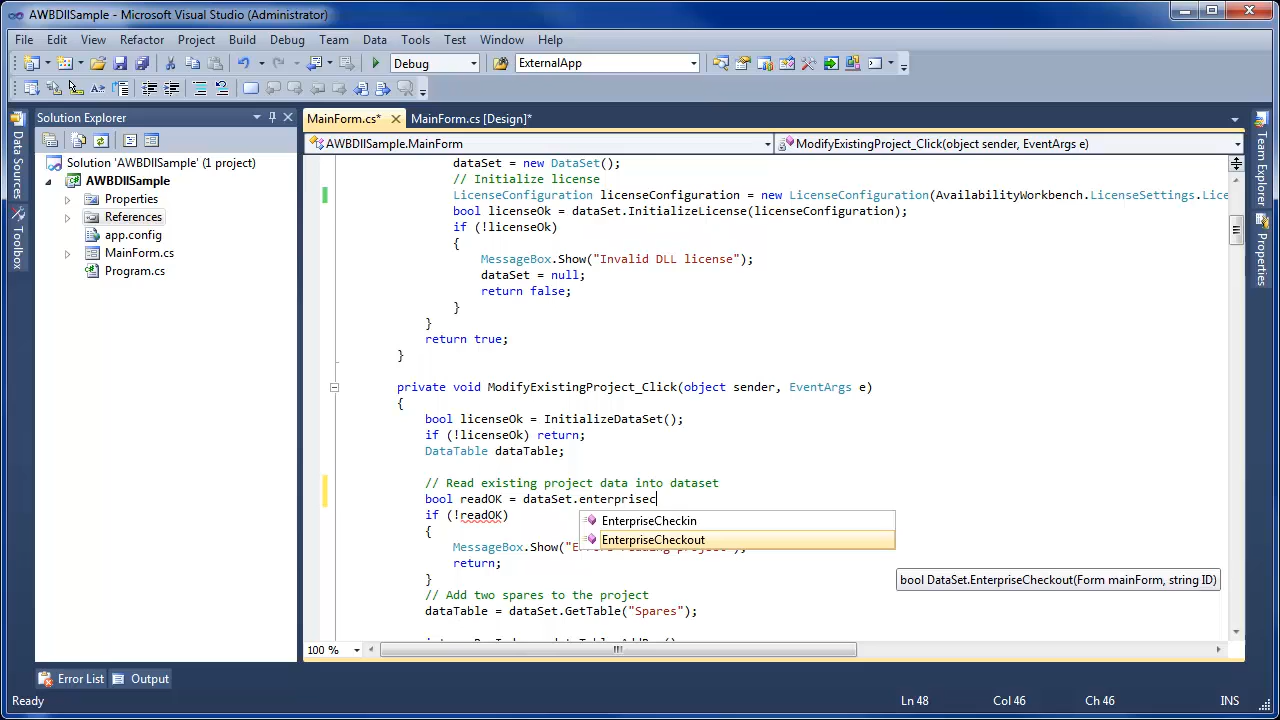 AWBDllSample - Microsoft Visual Studio (Administrator)
File Edit View Refactor Project Build Debug Team Data Tools Test Window Help
Debug ExternalApp
Solution Explorer
Solution 'AWBDllSample' (1 project)
AWBDllSample
Properties
References
app.config
MainForm.cs
Program.cs
Data Sources
Toolbox
MainForm.cs* MainForm.cs [Design]*
AWBDllSample.MainForm ModifyExistingProject_Click(object sender, EventArgs e)
dataSet = new DataSet();
// Initialize license
LicenseConfiguration licenseConfiguration = new LicenseConfiguration(AvailabilityWorkbench.LicenseSettings.Lice
bool licenseOk = dataSet.InitializeLicense(licenseConfiguration);
if (!licenseOk)
{
MessageBox.Show("Invalid DLL license");
dataSet = null;
return false;
}
}
return true;
}
private void ModifyExistingProject_Click(object sender, EventArgs e)
{
bool licenseOk = InitializeDataSet();
if (!licenseOk) return;
DataTable dataTable;
// Read existing project data into dataset
bool readOK = dataSet.enterprisec
if (!readOK)
EnterpriseCheckin
{
EnterpriseCheckout
MessageBox.Show("Errors reading project");
return;
}
bool DataSet.EnterpriseCheckout(Form mainForm, string ID)
// Add two spares to the project
dataTable = dataSet.GetTable("Spares");
Team Explorer
Properties
100 %
Error List Output
Ready Ln 48 Col 46 Ch 46 INS